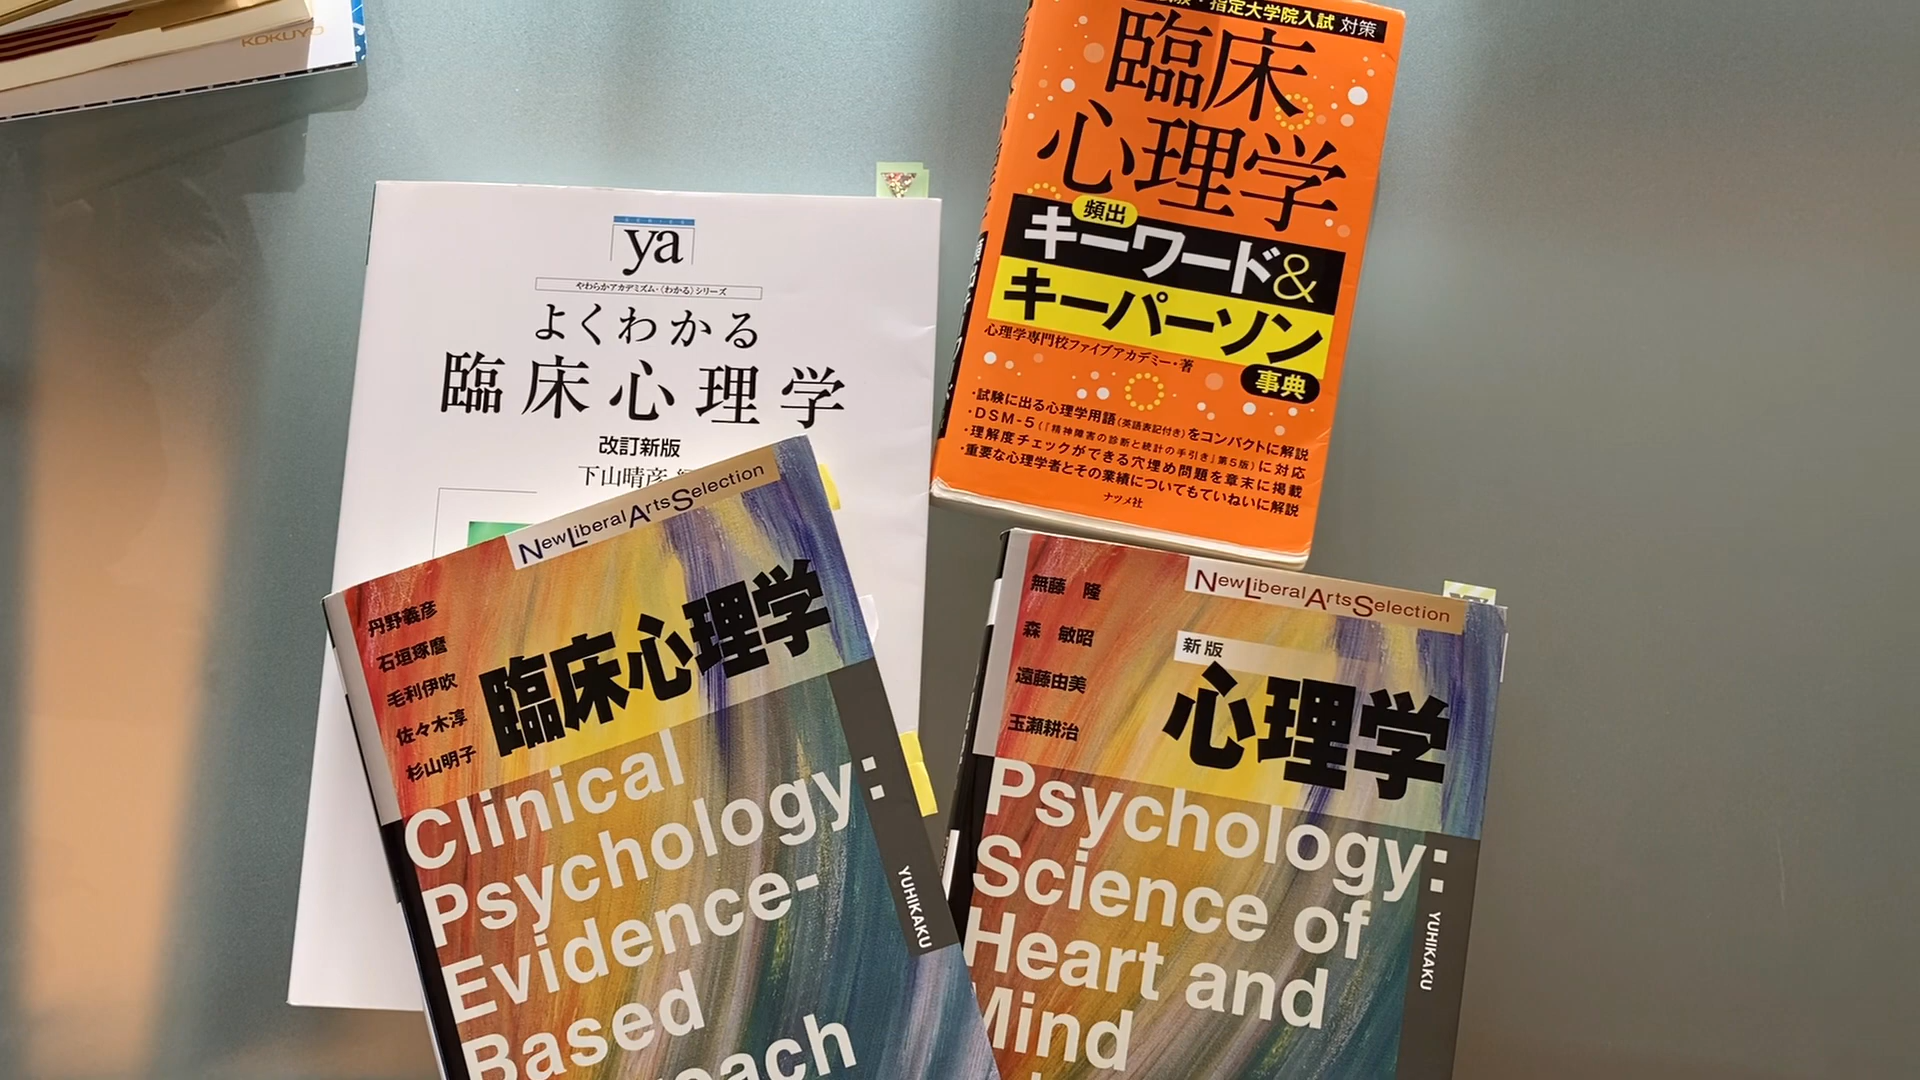 KOKUYO
SERIES
ya
やわらかアカデミズム・〈わかる〉シリーズ
よくわかる
臨床心理学
改訂新版
下山晴彦
・指定大学院入試 対策
臨床
心理学
頻出
キーワード&
キーパーソン
事典
心理学専門校ファイブアカデミー・著
・試験に出る心理学用語(英語表記付き)をコンパクトに解説
・DSM-5(『精神障害の診断と統計の手引き』第5版)に対応
・理解度チェックができる穴埋め問題を章末に掲載
・重要な心理学者とその業績についてもていねいに解説
ナツメ社
New Liberal Arts Selection
丹野義彦
石垣琢麿
毛利伊吹
佐々木淳
杉山明子
臨床心理学
Clinical
Psychology:
Evidence-
Based
YUHIKAKU
New Liberal Arts Selection
無藤 隆
森 敏昭
遠藤由美
玉瀬耕治
新版
心理学
Psychology:
Science of
Heart and
Mind
YUHIKAKU